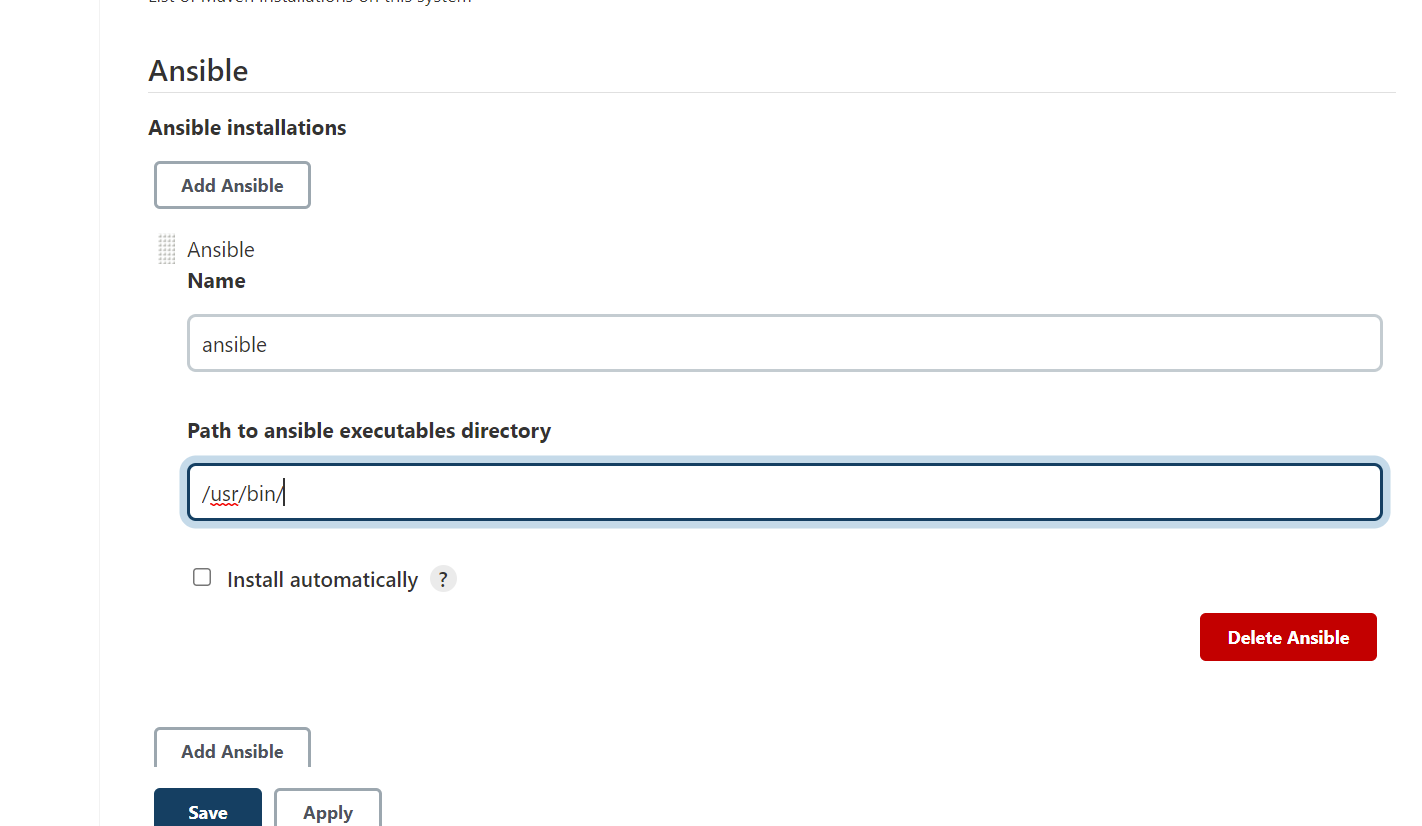 List of Maven installations on this system
Ansible
Ansible installations
Add Ansible
Ansible
Name
ansible
Path to ansible executables directory
/usr/bin/
Install automatically ?
Delete Ansible
Add Ansible
Save Apply